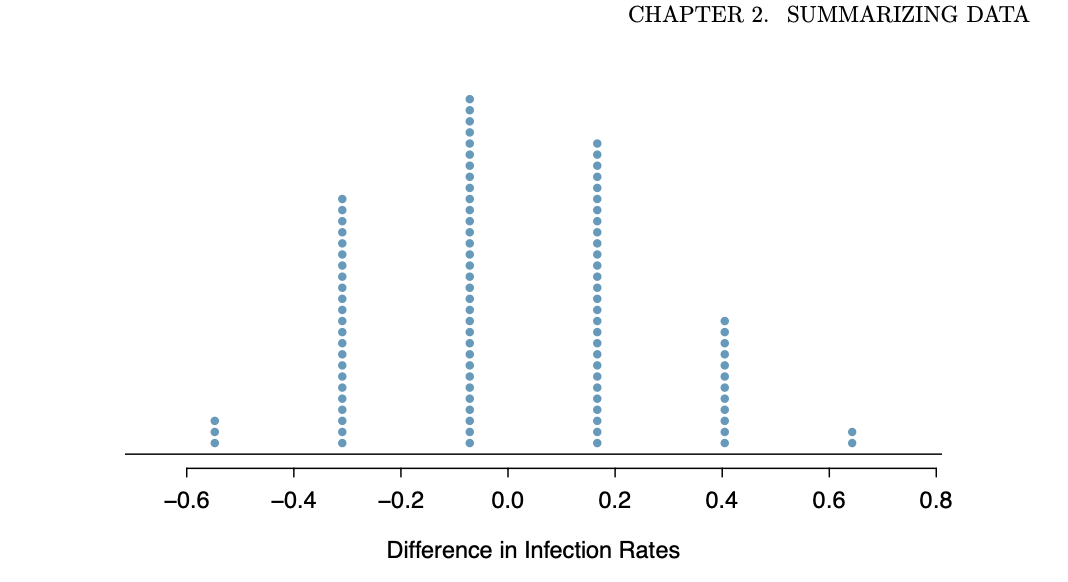 CHAPTER 2. SUMMARIZING DATA
−0.6 −0.4 −0.2 0.0 0.2 0.4 0.6 0.8
Difference in Infection Rates